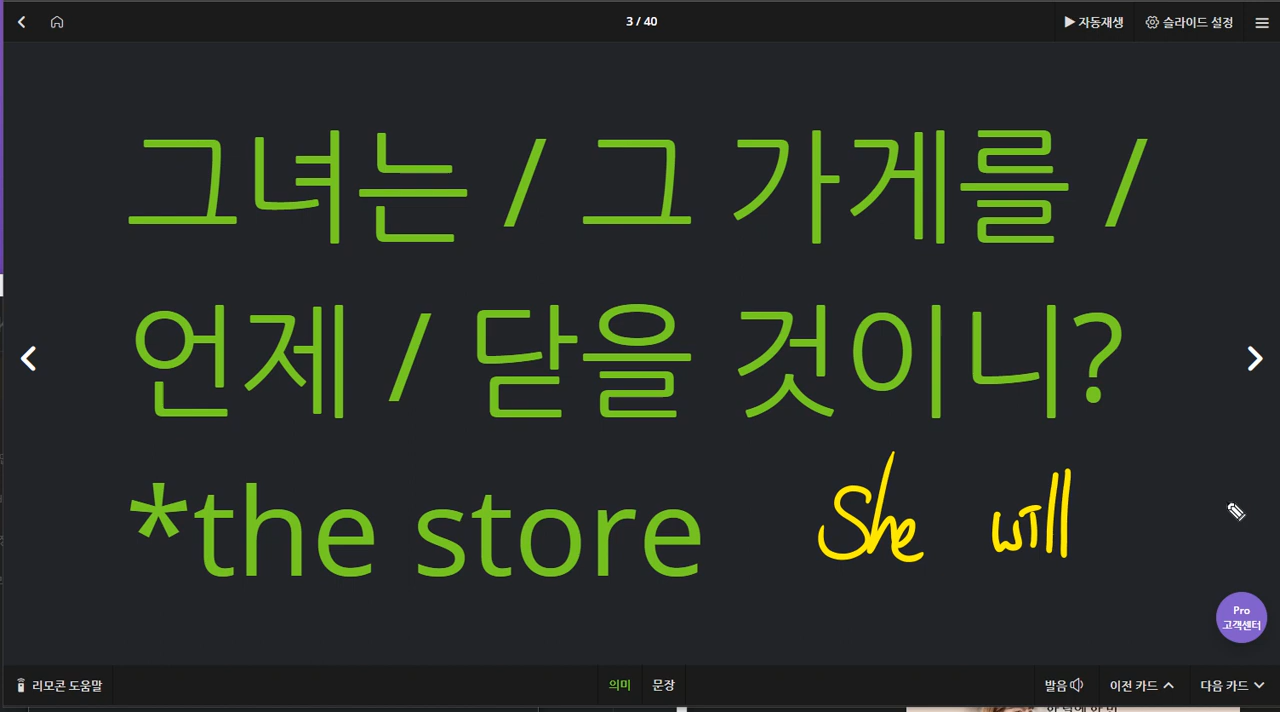 3 / 40
자동재생
슬라이드 설정
그녀는 / 그 가게를 /
언제 / 닫을 것이니?
*the store
She will
Pro
고객센터
리모콘 도움말
의미
문장
발음
이전 카드
다음 카드